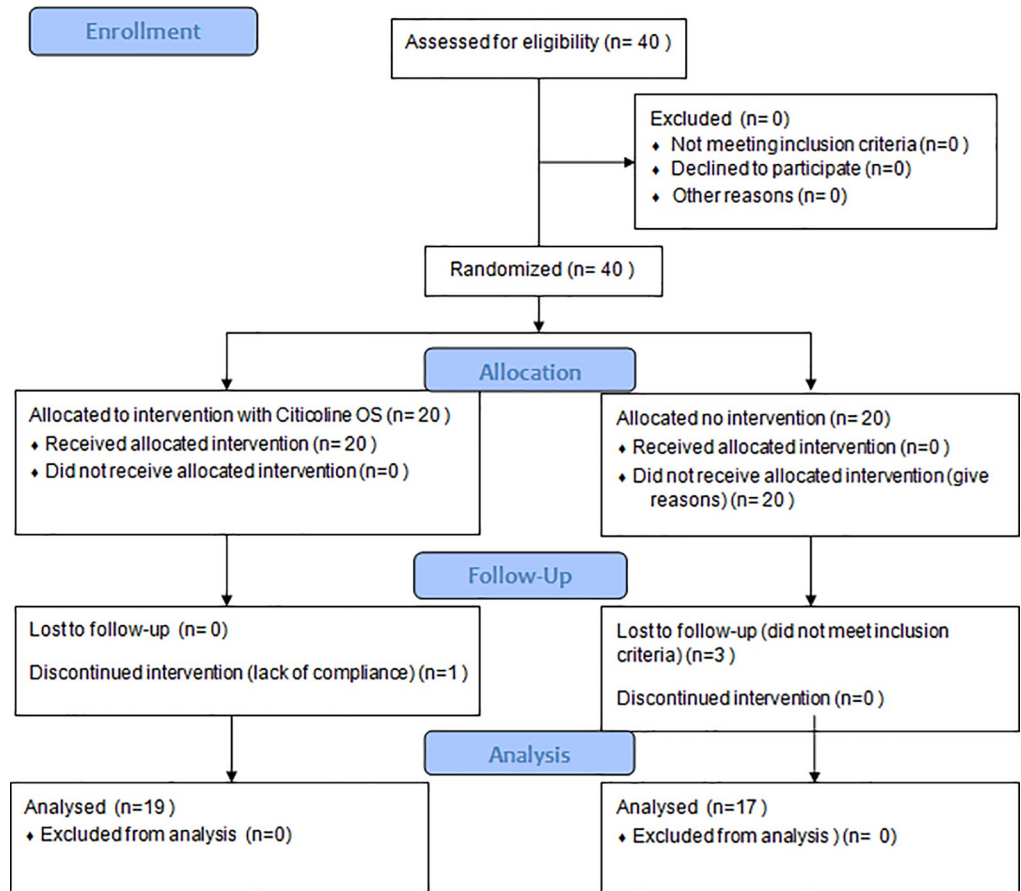 Enrollment
Assessed for eligibility (n= 40 )
Excluded (n= 0)
♦ Not meeting inclusion criteria (n=0 )
♦ Declined to participate (n=0)
♦ Other reasons (n= 0)
Randomized (n= 40 )
Allocation
Allocated to intervention with Citicoline OS (n= 20 )
♦ Received allocated intervention (n= 20 )
♦ Did not receive allocated intervention (n=0 )
Allocated no intervention (n= 20)
♦ Received allocated intervention (n=0 )
♦ Did not receive allocated intervention (give
reasons) (n= 20 )
Follow-Up
Lost to follow-up (n= 0)
Discontinued intervention (lack of compliance) (n=1 )
Lost to follow-up (did not meet inclusion
criteria) (n=3 )
Discontinued intervention (n=0 )
Analysis
Analysed (n=19 )
♦ Excluded from analysis (n=0)
Analysed (n=17 )
♦ Excluded from analysis ) (n= 0)